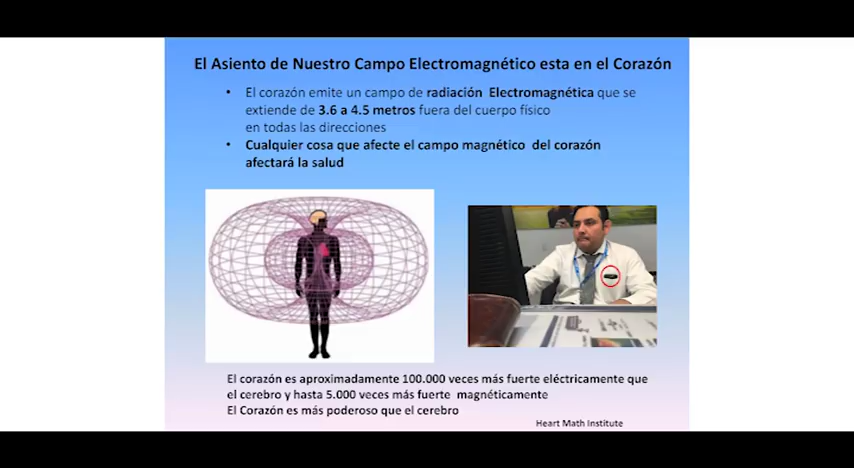 El Asiento de Nuestro Campo Electromagnético esta en el Corazón
• El corazón emite un campo de radiación Electromagnética que se
extiende de 3.6 a 4.5 metros fuera del cuerpo físico
en todas las direcciones
• Cualquier cosa que afecte el campo magnético del corazón
afectará la salud
El corazón es aproximadamente 100.000 veces más fuerte eléctricamente que
el cerebro y hasta 5.000 veces más fuerte magnéticamente
El Corazón es más poderoso que el cerebro
Heart Math Institute